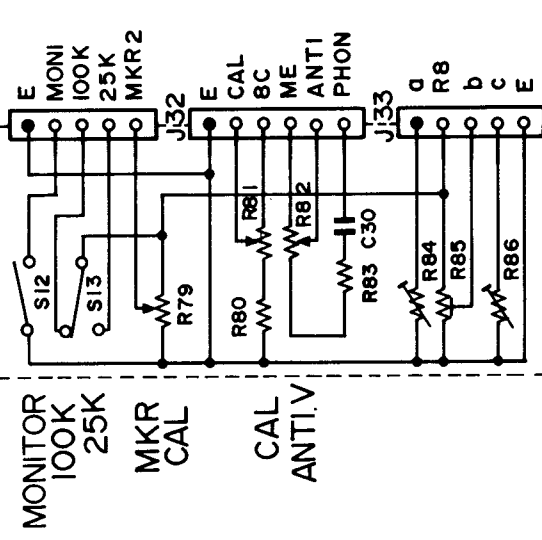 E
MONI
100K
25K
MKR2
J32
E
CAL
8C
ME
ANTI
PHON
J33
a
R8
b
c
E
S12
S13
R79
R80
R81
R82
R83
C30
R84
R85
R86
MONITOR
100K
25K
MKR
CAL
CAL
ANTI.V